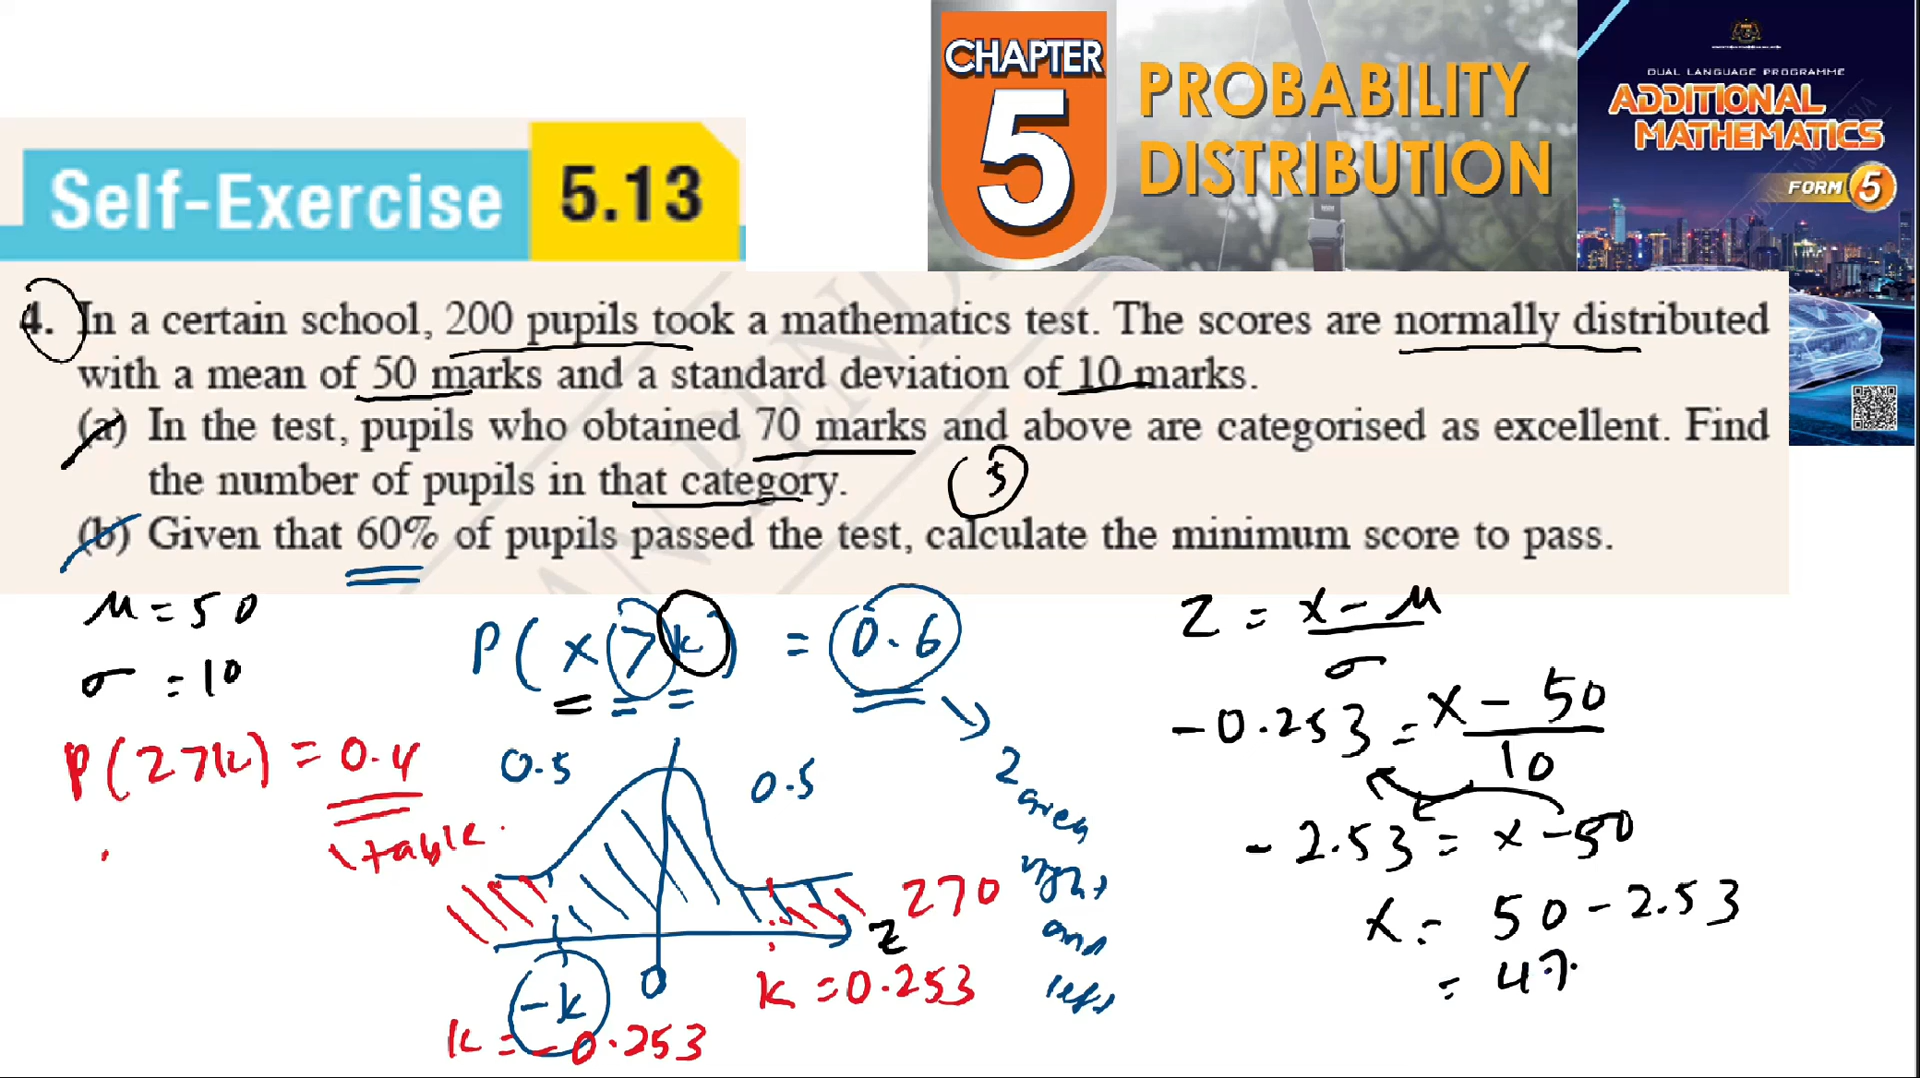 CHAPTER
5
PROBABILITY
DISTRIBUTION
DUAL LANGUAGE PROGRAMME
ADDITIONAL
MATHEMATICS
FORM 5
Self-Exercise 5.13
4. In a certain school, 200 pupils took a mathematics test. The scores are normally distributed
with a mean of 50 marks and a standard deviation of 10 marks.
(a) In the test, pupils who obtained 70 marks and above are categorised as excellent. Find
the number of pupils in that category.
5
(b) Given that 60% of pupils passed the test, calculate the minimum score to pass.
μ = 50
σ = 10
P(Z>k) = 0.4
table
P(x>k) = 0.6
0.5
0.5
2
area
right
and
left
270
z
-k
0
k = 0.253
k = -0.253
Z = x-μ
σ
-0.253 = x-50
10
-2.53 = x-50
x = 50-2.53
= 47.